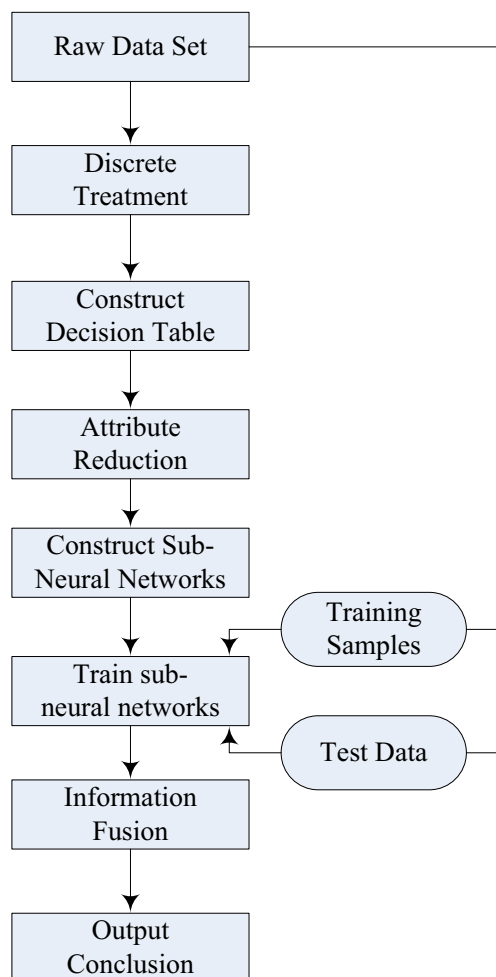 Raw Data Set
Discrete
Treatment
Construct
Decision Table
Attribute
Reduction
Construct Sub-
Neural Networks
Training
Samples
Train sub-
neural networks
Test Data
Information
Fusion
Output
Conclusion